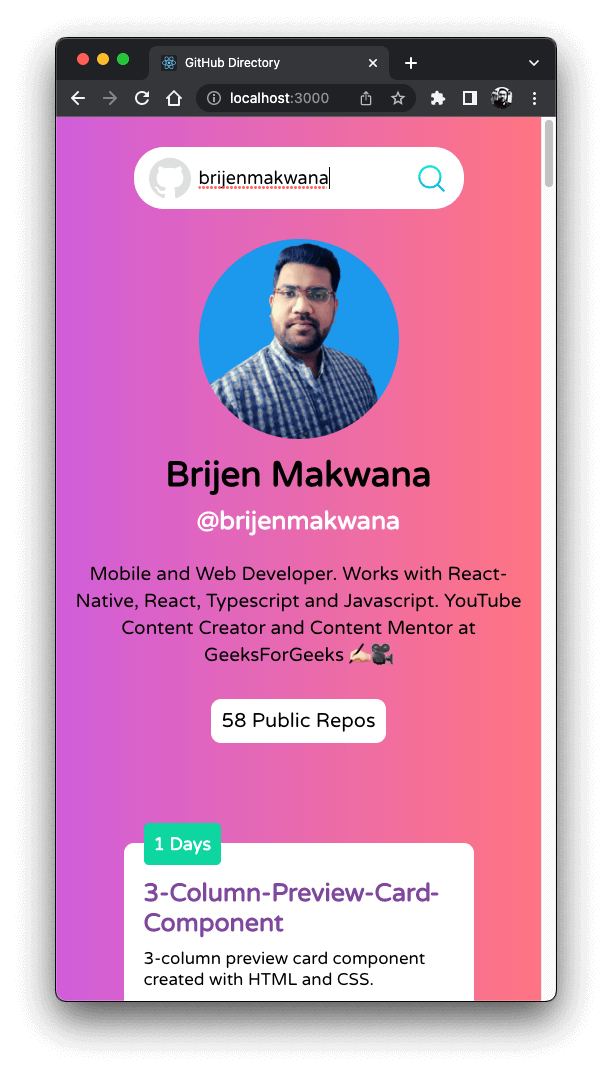 GitHub Directory
localhost:3000
brijenmakwana
Brijen Makwana
@brijenmakwana
Mobile and Web Developer. Works with React-
Native, React, Typescript and Javascript. YouTube
Content Creator and Content Mentor at
GeeksForGeeks ✍🏻🎥
58 Public Repos
1 Days
3-Column-Preview-Card-
Component
3-column preview card component
created with HTML and CSS.